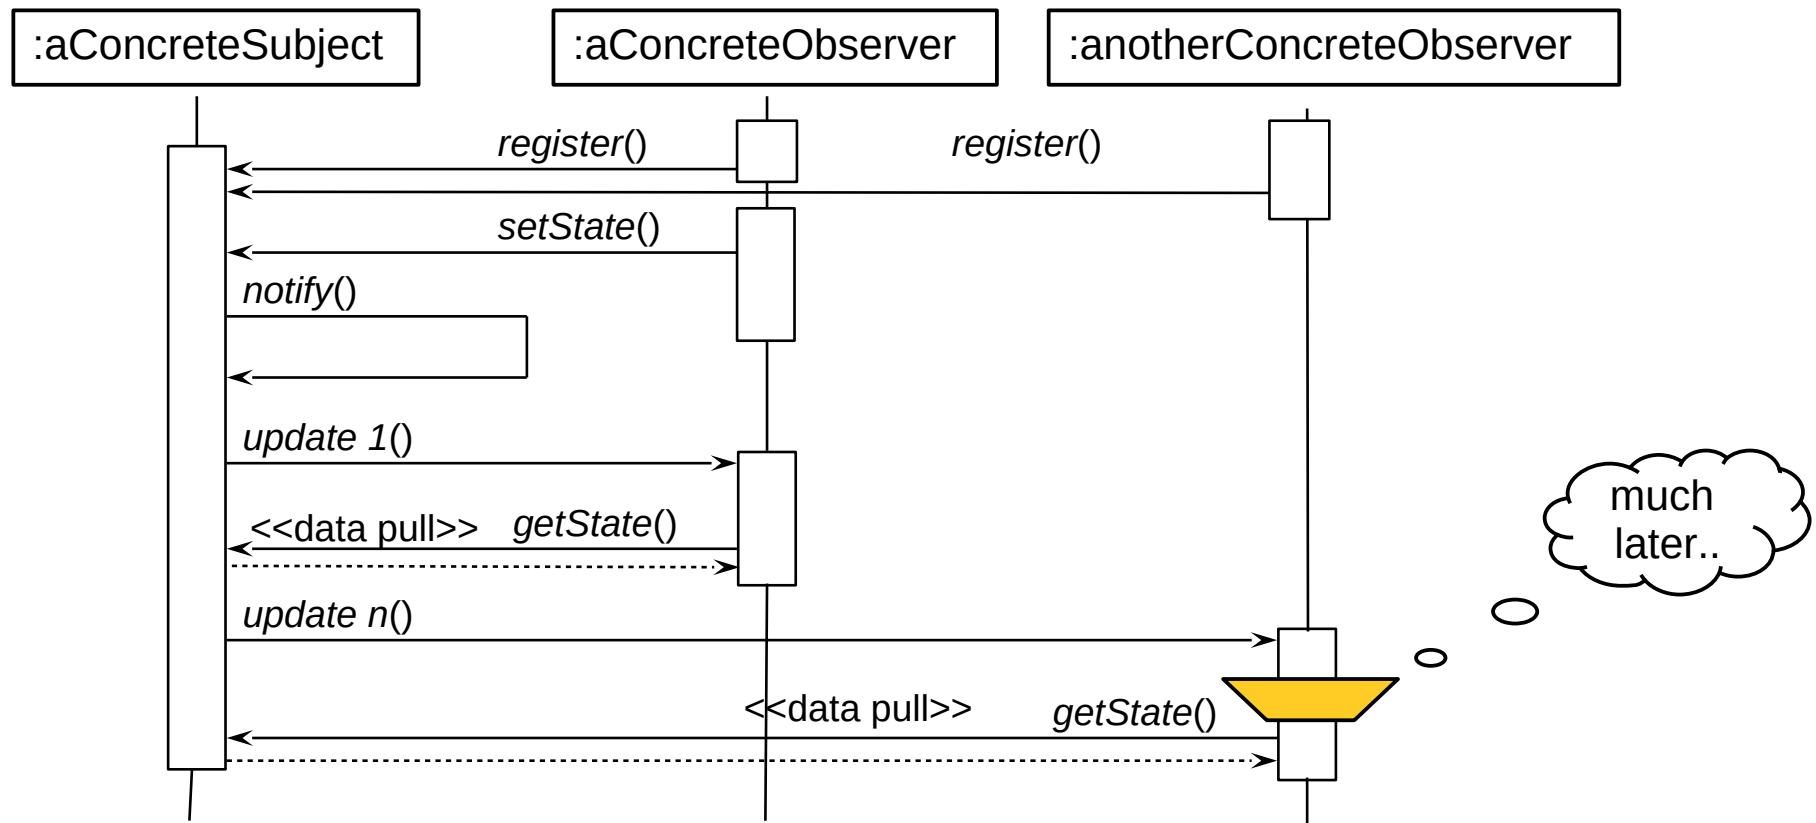 :aConcreteSubject
:aConcreteObserver
:anotherConcreteObserver
register()
register()
setState()
notify()
update 1()
<<data pull>>
getState()
much
later..
update n()
<<data pull>>
getState()